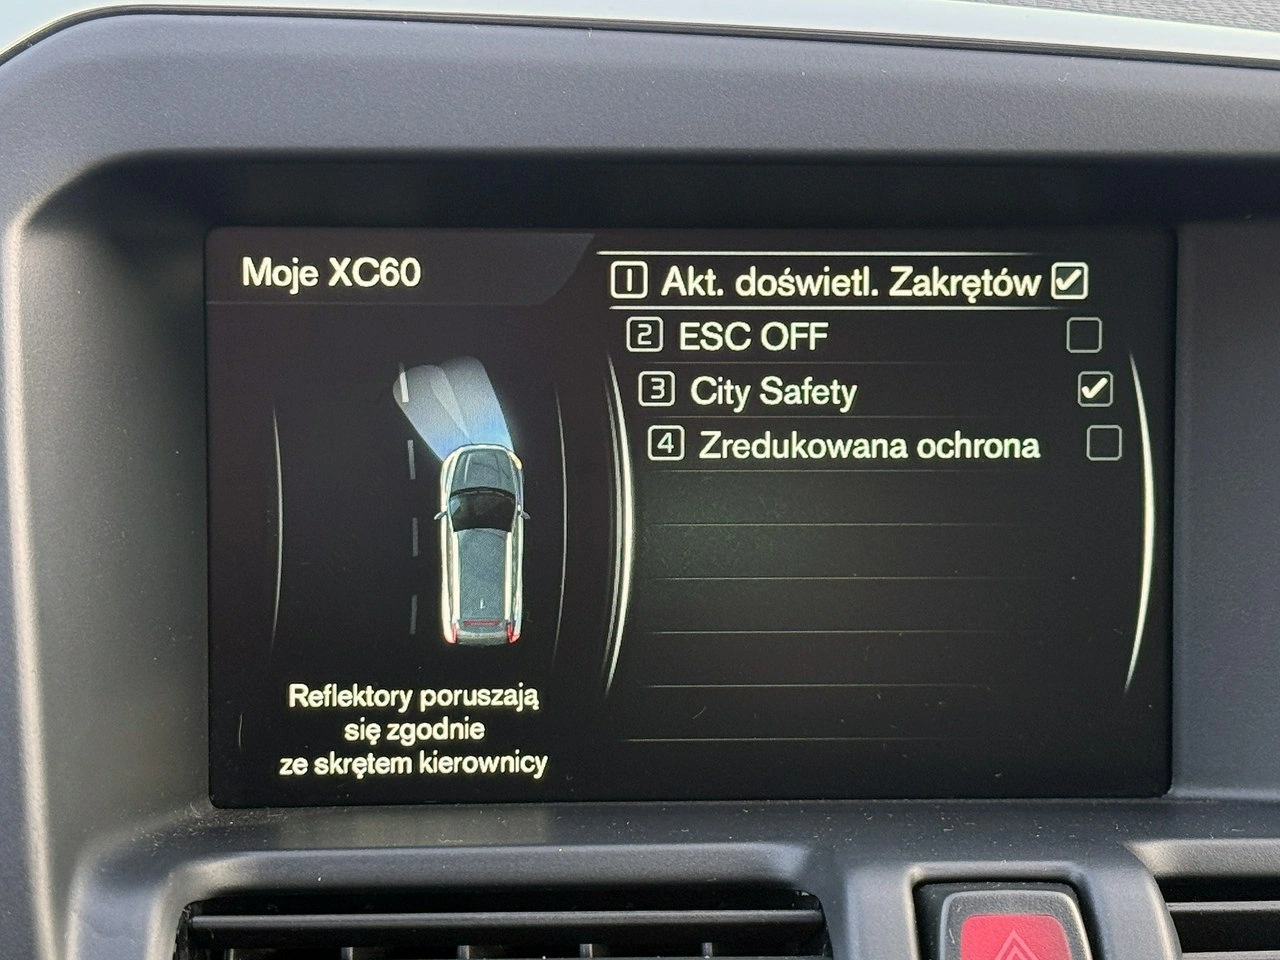 Moje XC60
1 Akt. doświetl. Zakrętów
2 ESC OFF
3 City Safety
4 Zredukowana ochrona
Reflektory poruszają
się zgodnie
ze skrętem kierownicy